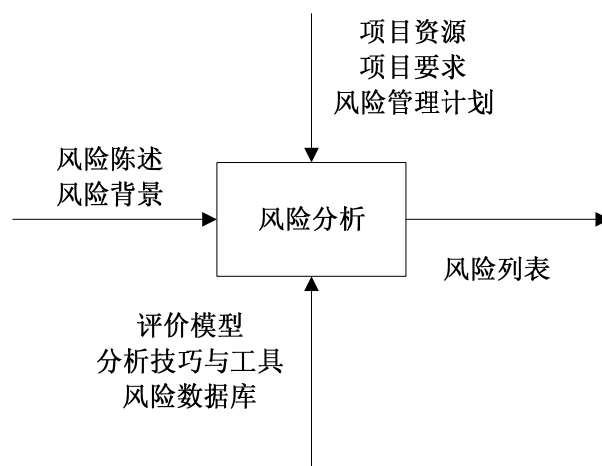 项目资源
项目要求
风险管理计划
风险陈述
风险背景
风险分析
风险列表
评价模型
分析技巧与工具
风险数据库